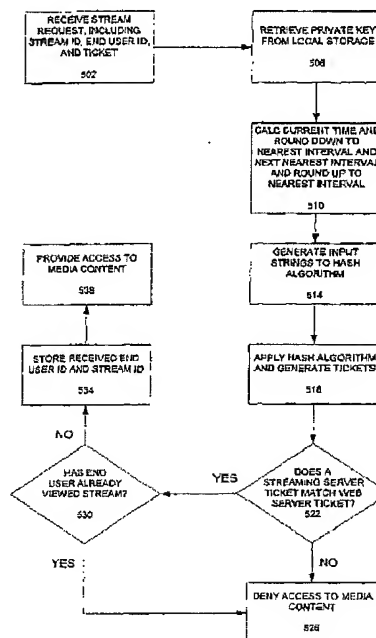 RECEIVE STREAM
REQUEST, INCLUDING
STREAM ID, END USER ID,
AND TICKET
502
RETRIEVE PRIVATE KEY
FROM LOCAL STORAGE
506
CALC CURRENT TIME AND
ROUND DOWN TO
NEAREST INTERVAL AND
NEXT NEAREST INTERVAL
AND ROUND UP TO
NEAREST INTERVAL
510
GENERATE INPUT
STRINGS TO HASH
ALGORITHM
514
APPLY HASH ALGORITHM
AND GENERATE TICKETS
518
DOES A
STREAMING SERVER
TICKET MATCH WEB
SERVER TICKET?
522
YES
NO
HAS END
USER ALREADY
VIEWED STREAM?
530
NO
YES
STORE RECEIVED END
USER ID AND STREAM ID
534
PROVIDE ACCESS TO
MEDIA CONTENT
538
DENY ACCESS TO MEDIA
CONTENT
526